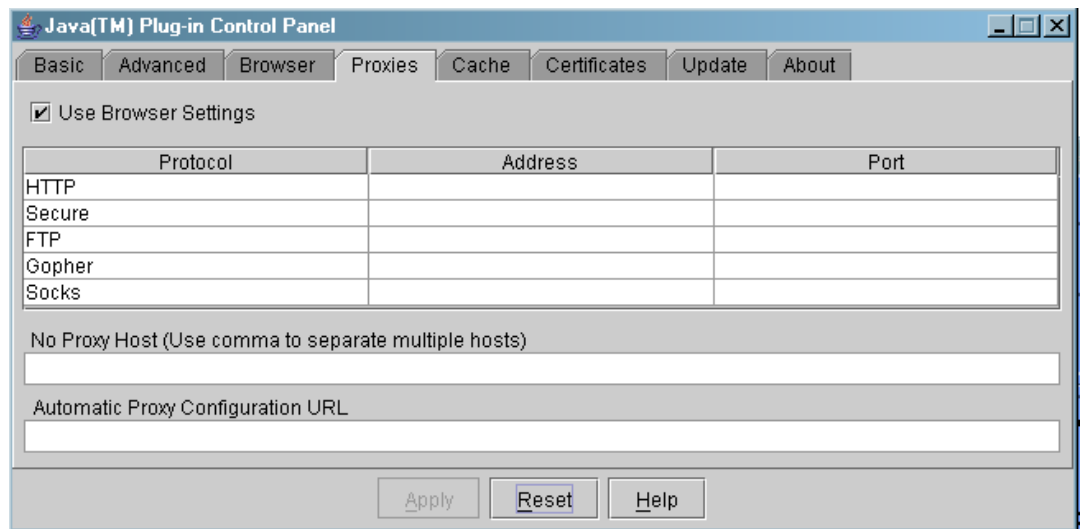 Java(TM) Plug-in Control Panel
Basic Advanced Browser Proxies Cache Certificates Update About
Use Browser Settings
Protocol Address Port
HTTP
Secure
FTP
Gopher
Socks
No Proxy Host (Use comma to separate multiple hosts)
Automatic Proxy Configuration URL
Apply Reset Help